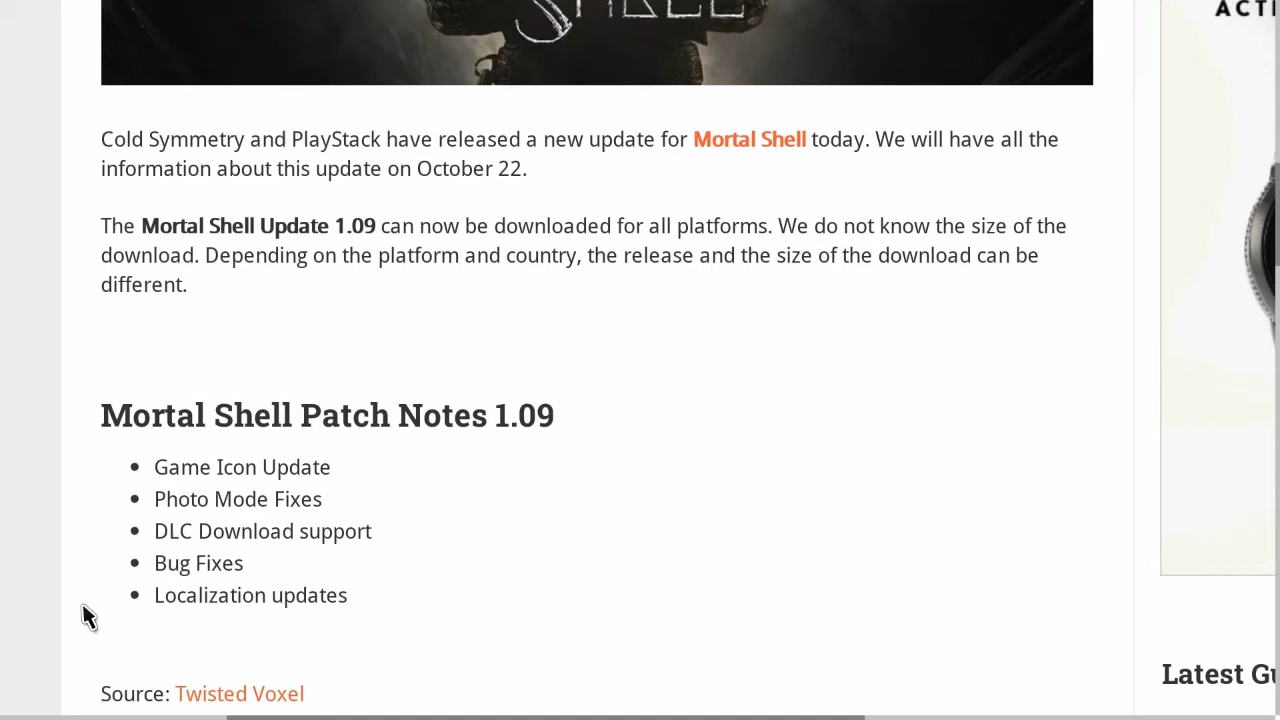 SHELL
Cold Symmetry and PlayStack have released a new update for Mortal Shell today. We will have all the
information about this update on October 22.
The Mortal Shell Update 1.09 can now be downloaded for all platforms. We do not know the size of the
download. Depending on the platform and country, the release and the size of the download can be
different.
Mortal Shell Patch Notes 1.09
Game Icon Update
Photo Mode Fixes
DLC Download support
Bug Fixes
Localization updates
Source: Twisted Voxel
ACTI
Latest Gu